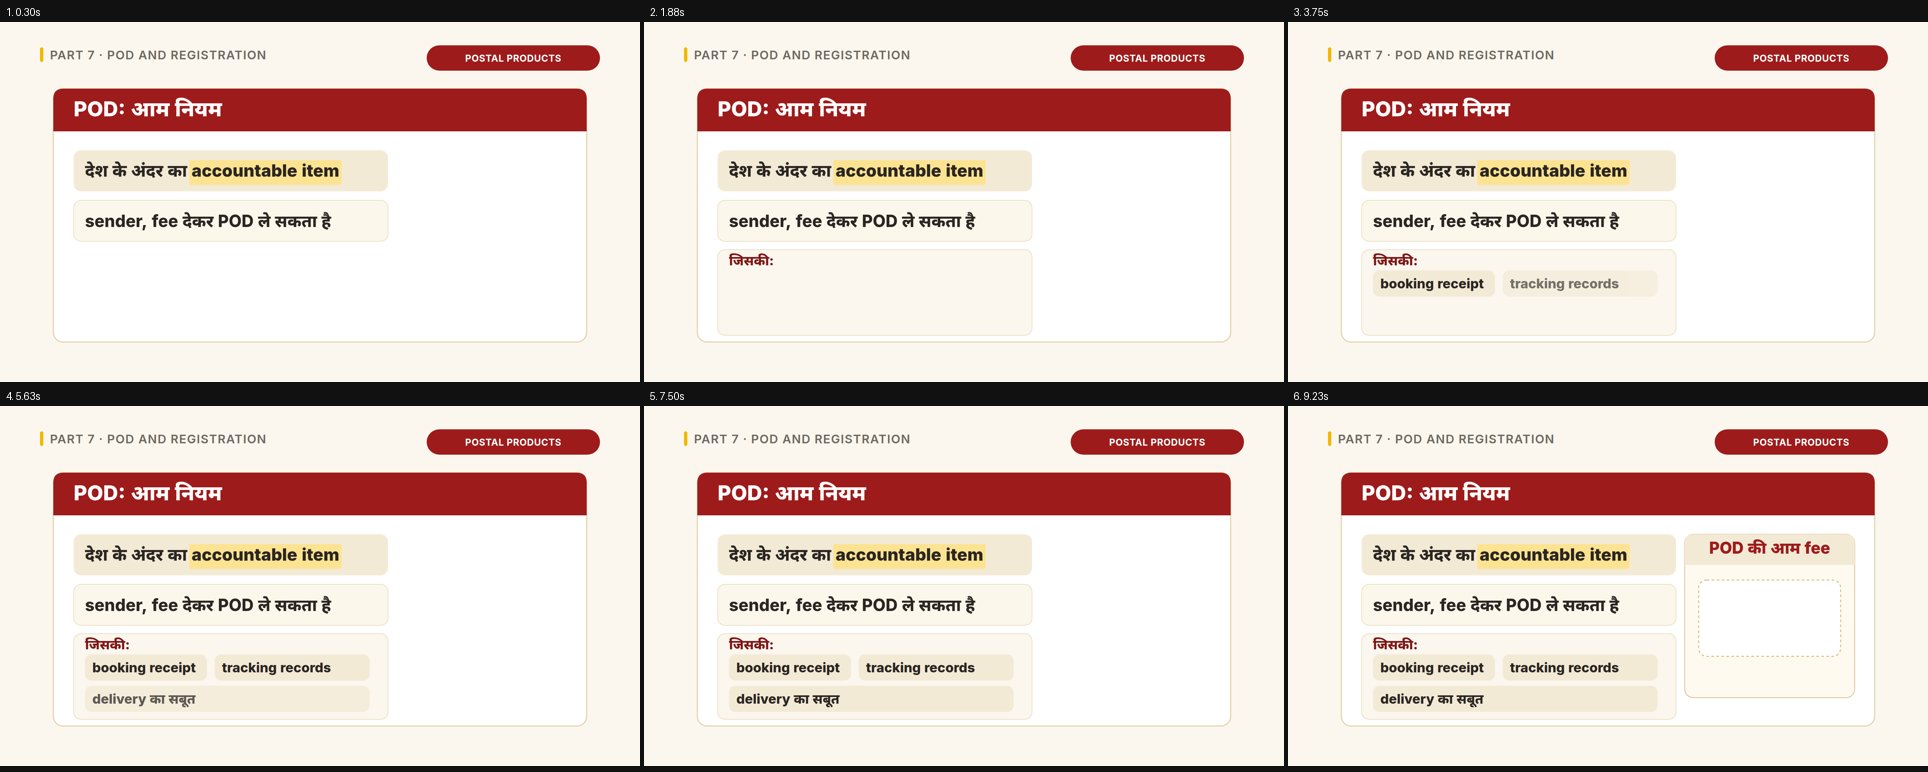 1. 0.30s
PART 7 · POD AND REGISTRATION
POSTAL PRODUCTS
POD: आम नियम
देश के अंदर का accountable item
sender, fee देकर POD ले सकता है
2. 1.88s
PART 7 · POD AND REGISTRATION
POSTAL PRODUCTS
POD: आम नियम
देश के अंदर का accountable item
sender, fee देकर POD ले सकता है
जिसकी:
3. 3.75s
PART 7 · POD AND REGISTRATION
POSTAL PRODUCTS
POD: आम नियम
देश के अंदर का accountable item
sender, fee देकर POD ले सकता है
जिसकी:
booking receipt tracking records
4. 5.63s
PART 7 · POD AND REGISTRATION
POSTAL PRODUCTS
POD: आम नियम
देश के अंदर का accountable item
sender, fee देकर POD ले सकता है
जिसकी:
booking receipt tracking records
delivery का सबूत
5. 7.50s
PART 7 · POD AND REGISTRATION
POSTAL PRODUCTS
POD: आम नियम
देश के अंदर का accountable item
sender, fee देकर POD ले सकता है
जिसकी:
booking receipt tracking records
delivery का सबूत
6. 9.23s
PART 7 · POD AND REGISTRATION
POSTAL PRODUCTS
POD: आम नियम
देश के अंदर का accountable item
sender, fee देकर POD ले सकता है
जिसकी:
booking receipt tracking records
delivery का सबूत
POD की आम fee